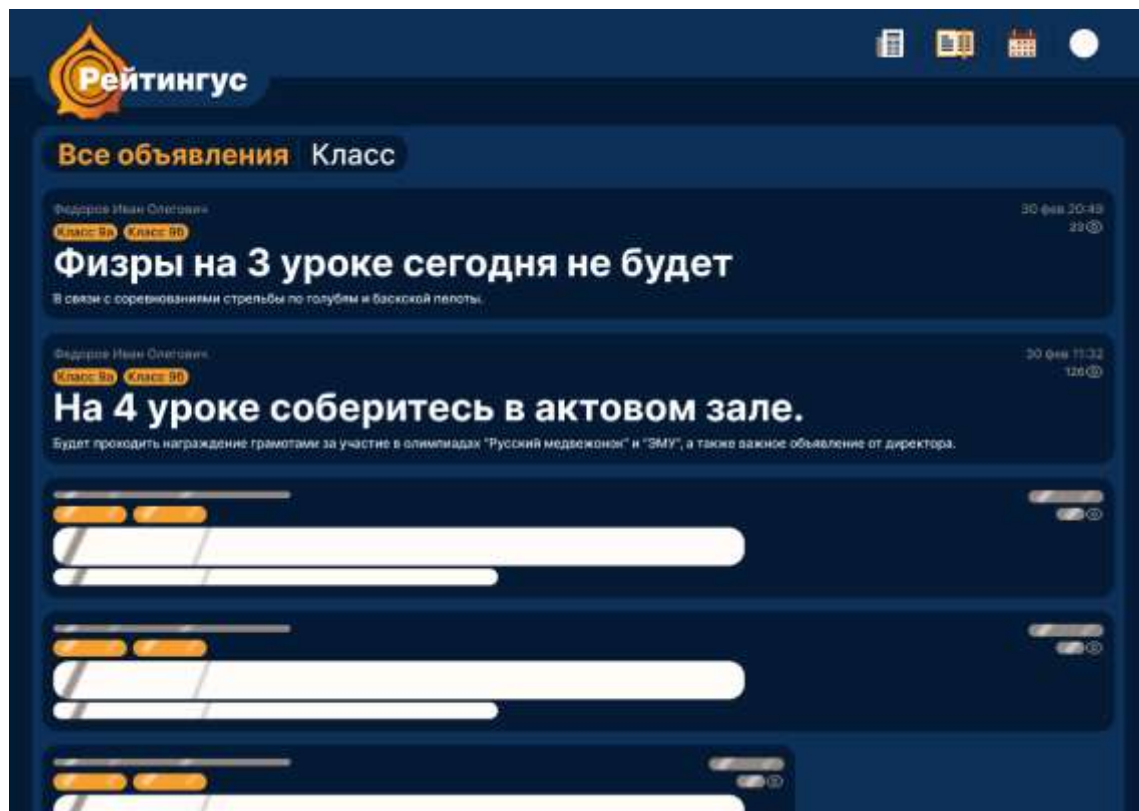 Рейтингус
Все объявления Класс
Федоров Иван Олегович 30 фев 20:49
Класс 9а Класс 9б 23
Физры на 3 уроке сегодня не будет
В связи с соревнованиями стрельбы по голубям и баскской пелоты.
Федоров Иван Олегович 30 фев 11:32
Класс 9а Класс 9б 126
На 4 уроке соберитесь в актовом зале.
Будет проходить награждение грамотами за участие в олимпиадах "Русский медвежонок" и "ЭМУ", а также важное объявление от директора.